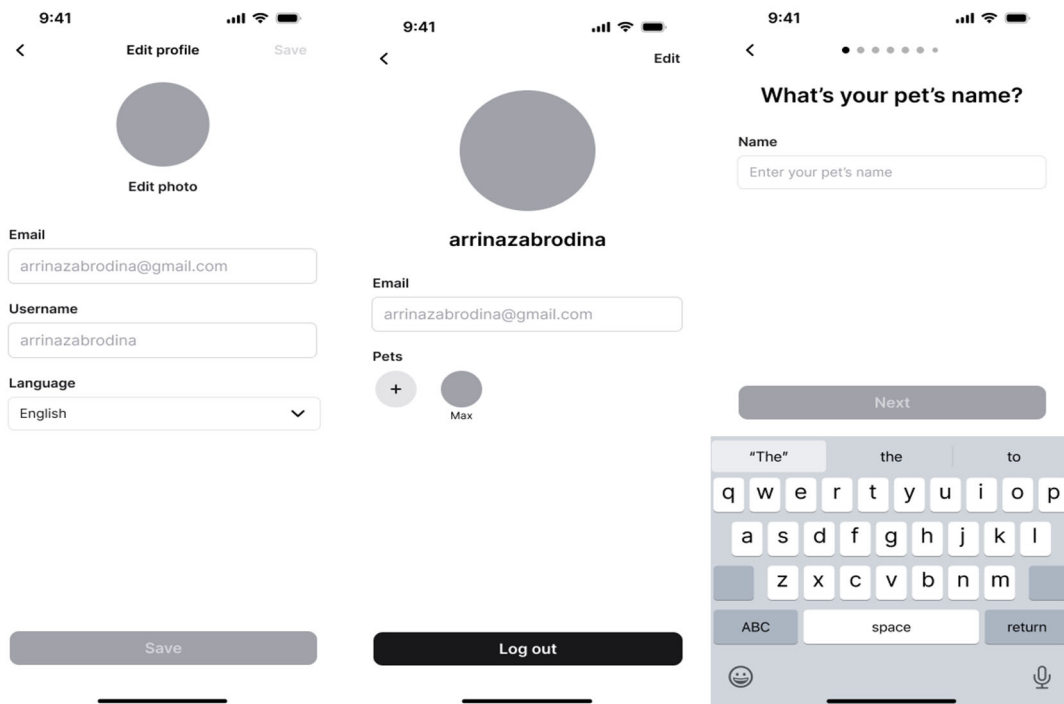 9:41
Edit profile
Save
Edit photo
Email
arrinazabrodina@gmail.com
Username
arrinazabrodina
Language
English
Save
9:41
Edit
arrinazabrodina
Email
arrinazabrodina@gmail.com
Pets
+
Max
Log out
9:41
What's your pet's name?
Name
Enter your pet's name
Next
"The" the to
q w e r t y u i o p
a s d f g h j k l
z x c v b n m
ABC space return